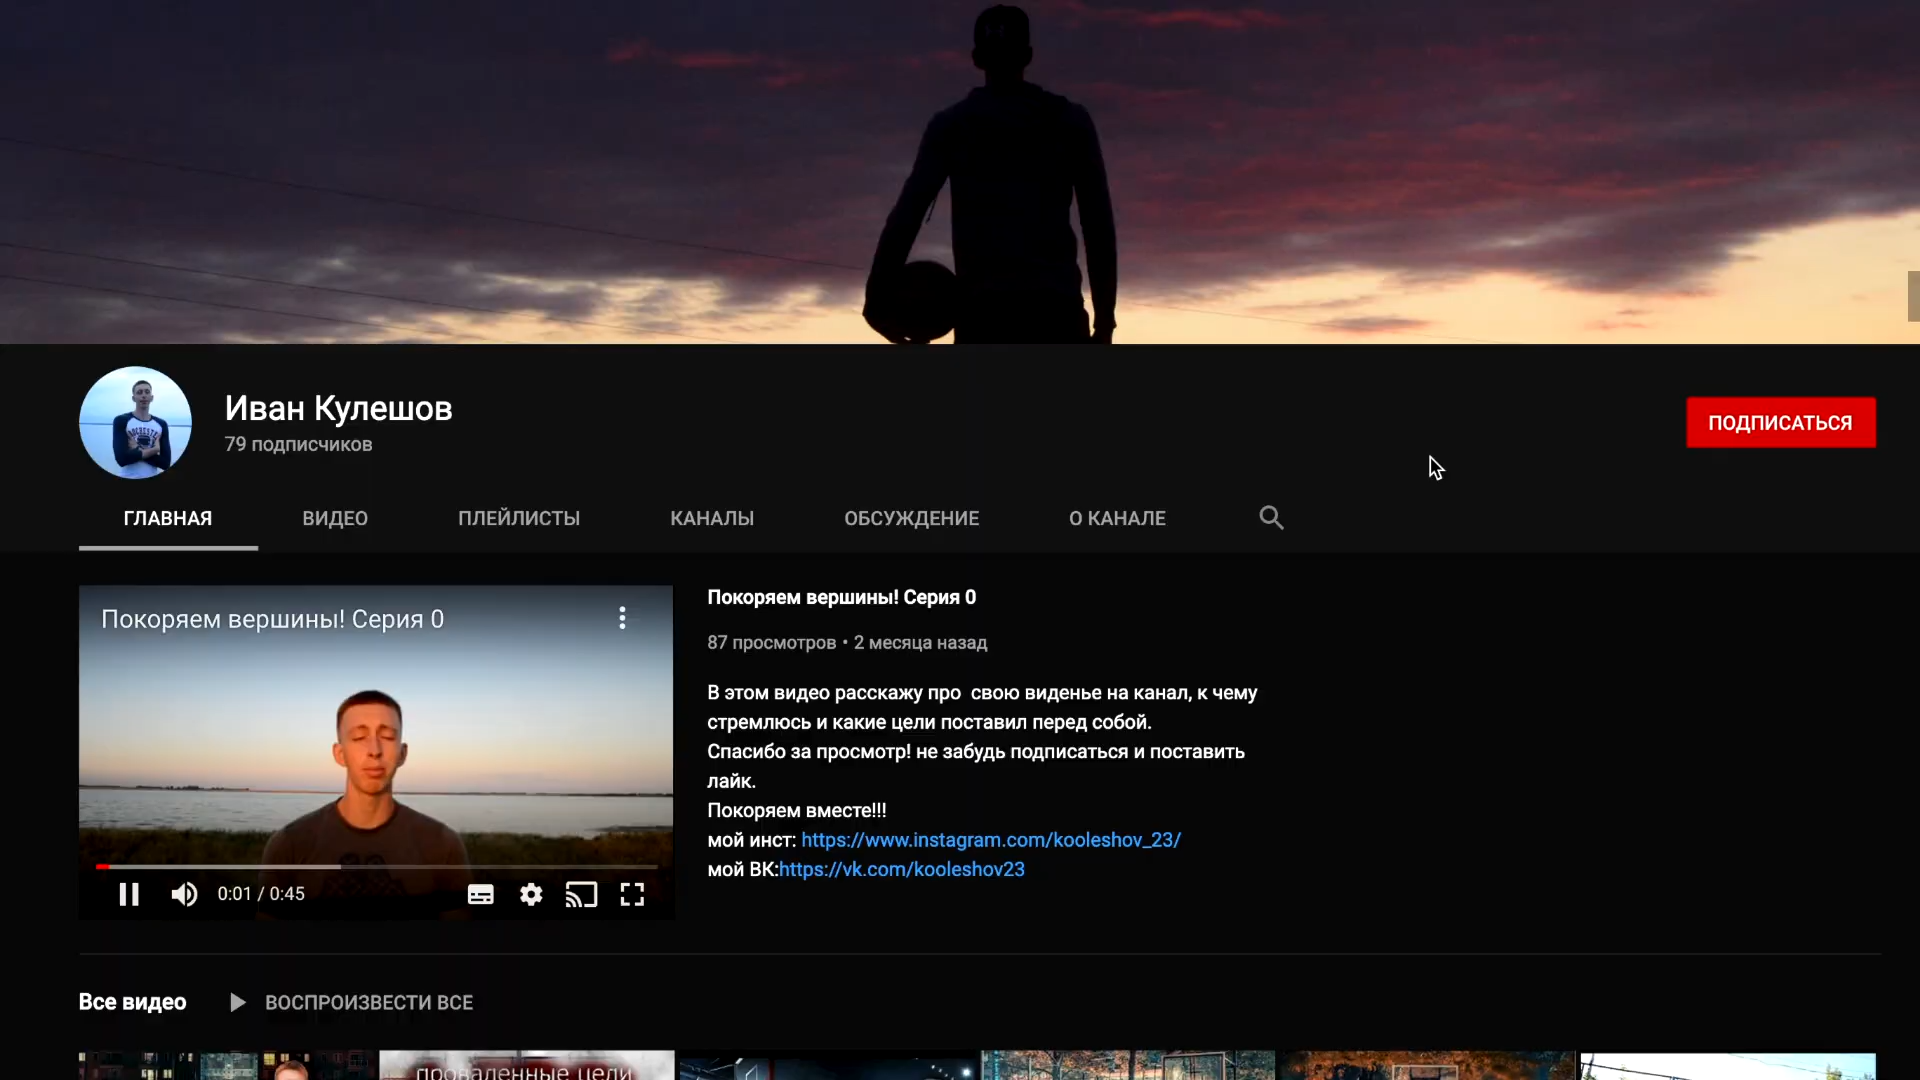 Иван Кулешов
79 подписчиков
ПОДПИСАТЬСЯ
ГЛАВНАЯ
ВИДЕО
ПЛЕЙЛИСТЫ
КАНАЛЫ
ОБСУЖДЕНИЕ
О КАНАЛЕ
Покоряем вершины! Серия 0
0:01 / 0:45
Покоряем вершины! Серия 0
87 просмотров • 2 месяца назад
В этом видео расскажу про свою виденье на канал, к чему
стремлюсь и какие цели поставил перед собой.
Спасибо за просмотр! не забудь подписаться и поставить
лайк.
Покоряем вместе!!!
мой инст: https://www.instagram.com/kooleshov_23/
мой ВК:https://vk.com/kooleshov23
Все видео
ВОСПРОИЗВЕСТИ ВСЕ
проваленные цели